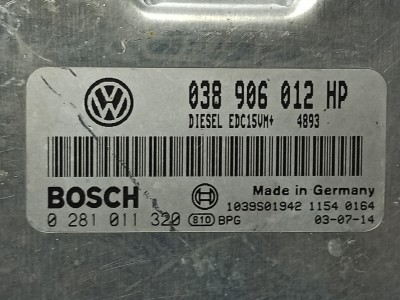 038 906 012 HP
DIESEL EDC15VM+ 4893
BOSCH
Made in Germany
1039S01942 1154 0164
0 281 011 320 810 BPG
03-07-14